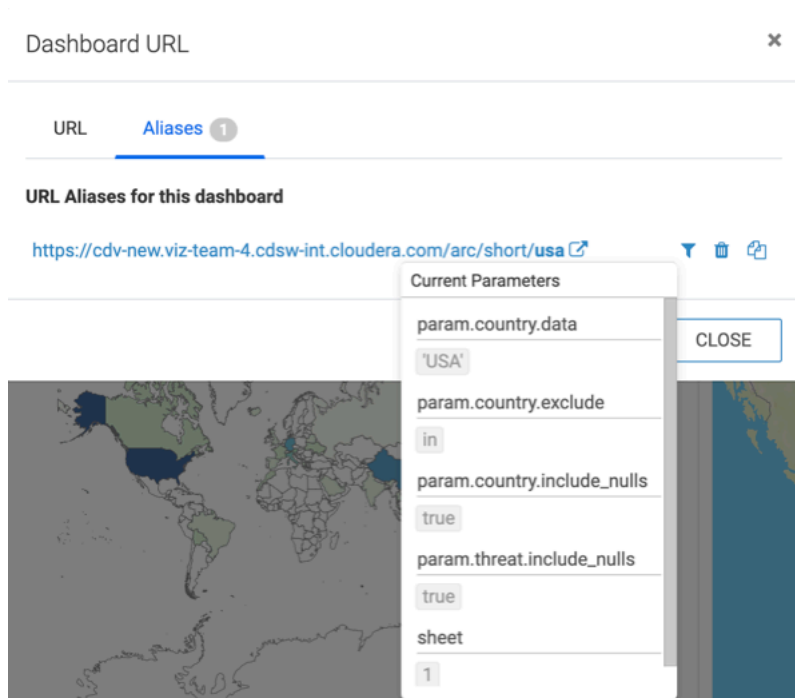 Dashboard URL
URL Aliases 1
URL Aliases for this dashboard
https://cdv-new.viz-team-4.cdsw-int.cloudera.com/arc/short/usa
Current Parameters
param.country.data
'USA'
CLOSE
param.country.exclude
in
param.country.include_nulls
true
param.threat.include_nulls
true
sheet
1